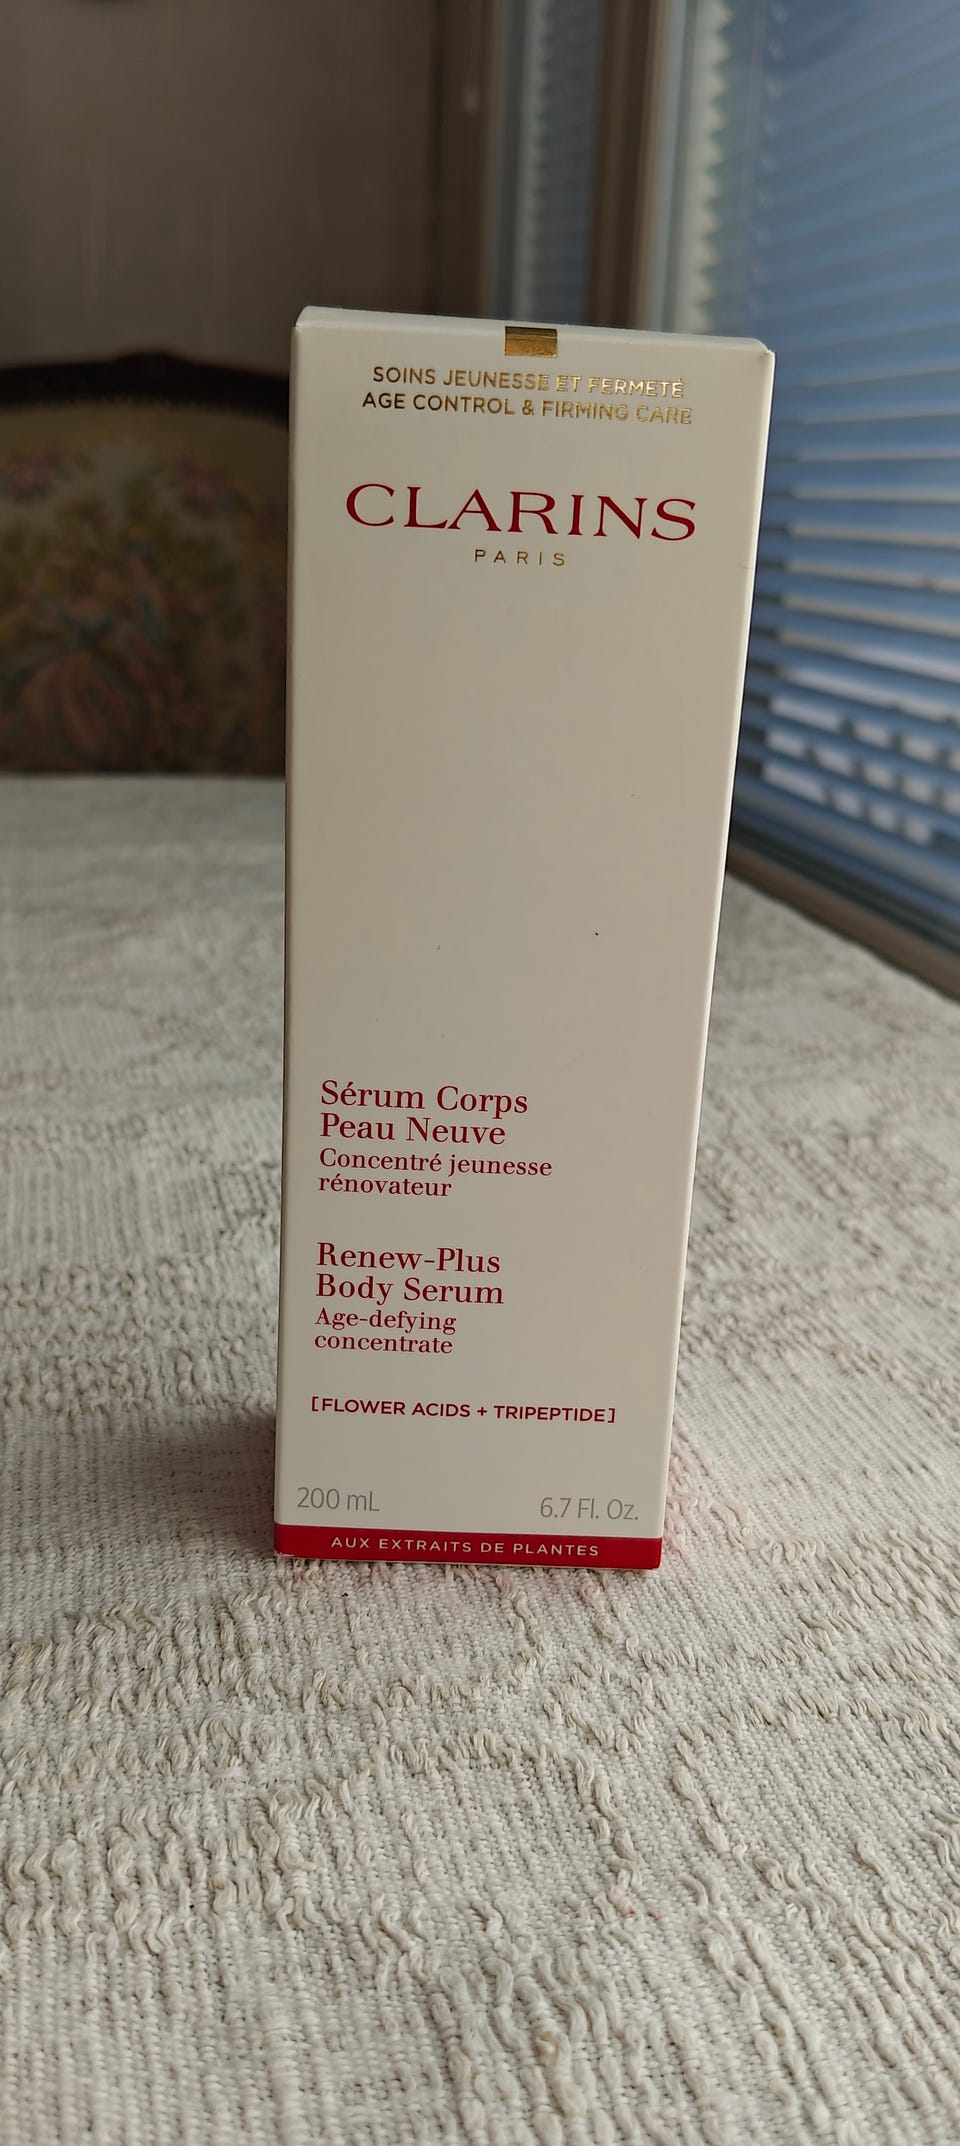 SOINS JEUNESSE ET FERMETÉ
AGE CONTROL & FIRMING CARE
CLARINS
PARIS
Sérum Corps
Peau Neuve
Concentré jeunesse
rénovateur
Renew-Plus
Body Serum
Age-defying
concentrate
[FLOWER ACIDS + TRIPEPTIDE]
200 mL 6.7 Fl. Oz.
AUX EXTRAITS DE PLANTES